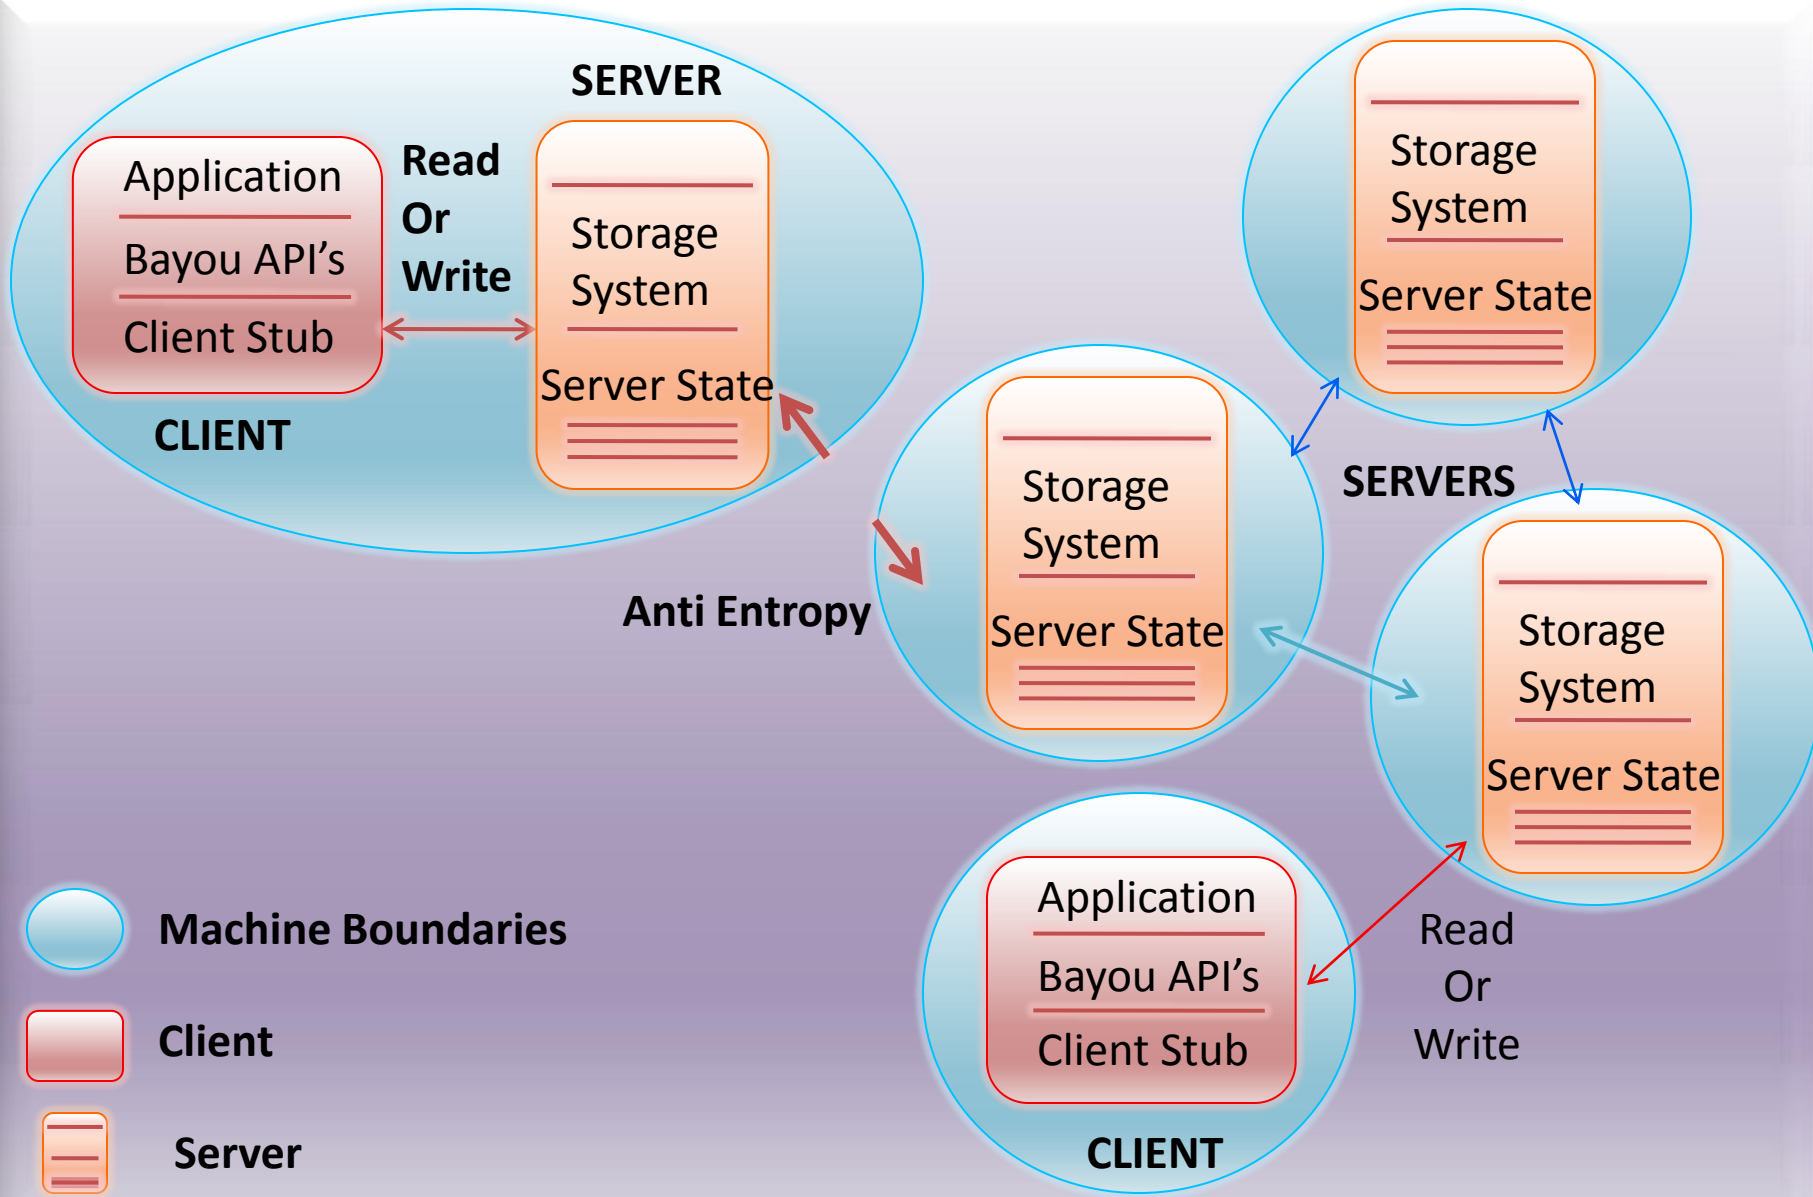 SERVER
Application
Bayou API's
Client Stub
CLIENT
Read
Or
Write
Storage
System
Server State
Storage
System
Server State
SERVERS
Anti Entropy
Storage
System
Server State
Storage
System
Server State
Application
Bayou API's
Client Stub
CLIENT
Read
Or
Write
Machine Boundaries
Client
Server